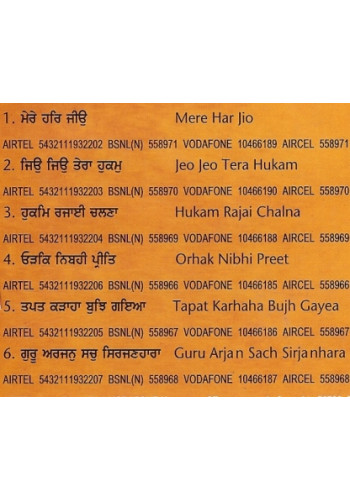 1. ਮੇਰੇ ਹਰਿ ਜੀਉ Mere Har Jio
AIRTEL 5432111932202 BSNL(N) 558971 VODAFONE 10466189 AIRCEL 558971
2. ਜਿਉ ਜਿਉ ਤੇਰਾ ਹੁਕਮੁ Jeo Jeo Tera Hukam
AIRTEL 5432111932203 BSNL(N) 558970 VODAFONE 10466190 AIRCEL 558970
3. ਹੁਕਮਿ ਰਜਾਈ ਚਲਣਾ Hukam Rajai Chalna
AIRTEL 5432111932204 BSNL(N) 558969 VODAFONE 10466188 AIRCEL 558969
4. ਓੜਕਿ ਨਿਬਹੀ ਪ੍ਰੀਤਿ Orhak Nibhi Preet
AIRTEL 5432111932205 BSNL(N) 558966 VODAFONE 10466185 AIRCEL 558966
5. ਤਪਤ ਕੜਾਹਾ ਬੁਝਿ ਗਇਆ Tapat Karhaha Bujh Gayea
AIRTEL 5432111932206 BSNL(N) 558967 VODAFONE 10466186 AIRCEL 558967
6. ਗੁਰੂ ਅਰਜਨੁ ਸਚੁ ਸਿਰਜਣਹਾਰਾ Guru Arjan Sach Sirjanhara
AIRTEL 5432111932207 BSNL(N) 558968 VODAFONE 10466187 AIRCEL 558968